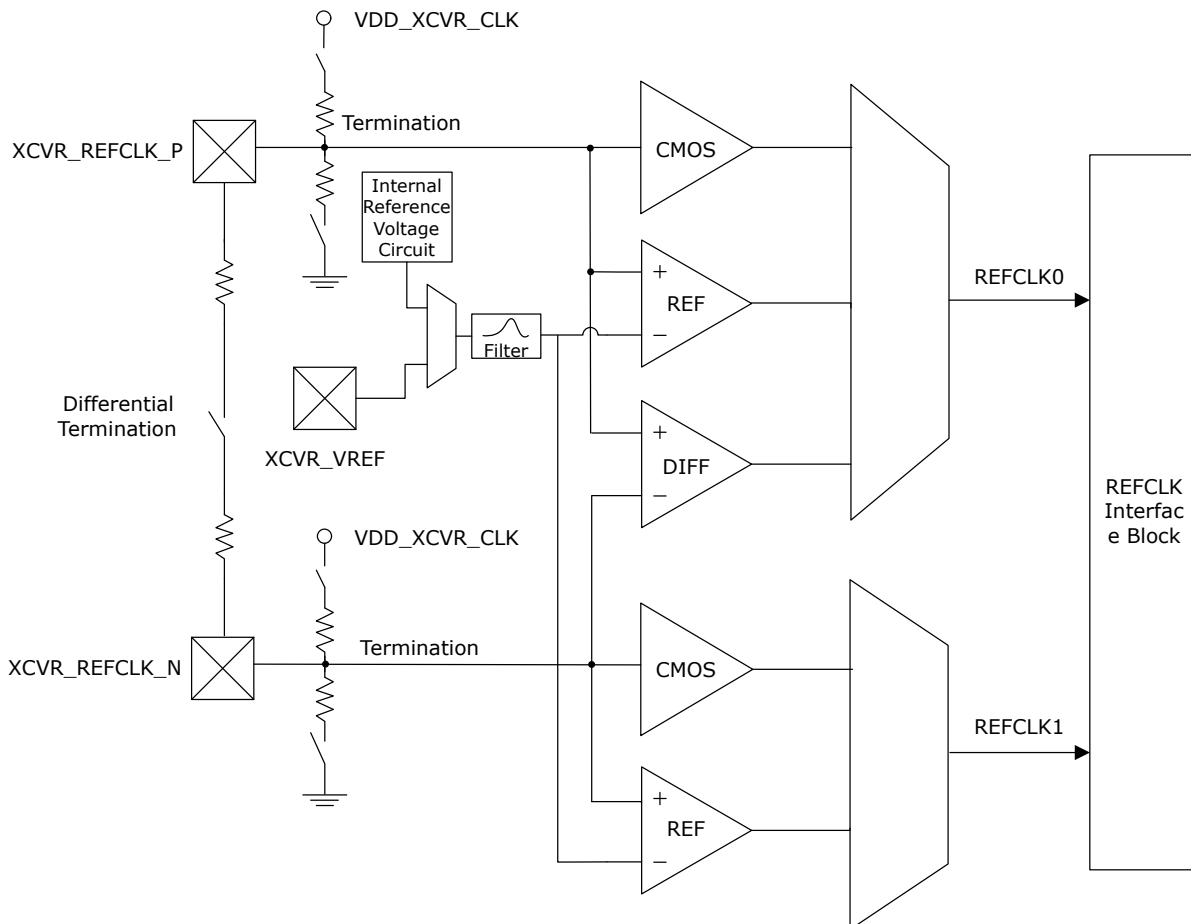 VDD_XCVR_CLK
Termination
XCVR_REFCLK_P
CMOS
Internal
Reference
Voltage
Circuit
+
REF
−
REFCLK0
Filter
Differential
Termination
XCVR_VREF
+
DIFF
−
REFCLK
Interfac
e Block
VDD_XCVR_CLK
Termination
XCVR_REFCLK_N
CMOS
REFCLK1
+
REF
−